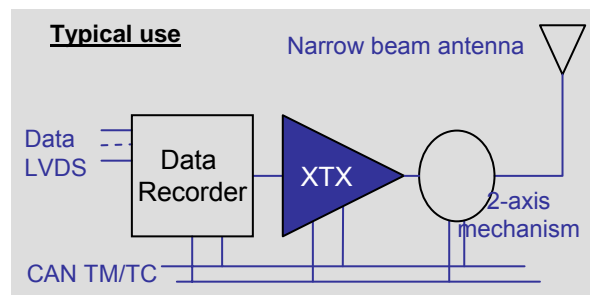 Typical use
Narrow beam antenna
Data
LVDS
Data
Recorder
XTX
2-axis
mechanism
CAN TM/TC